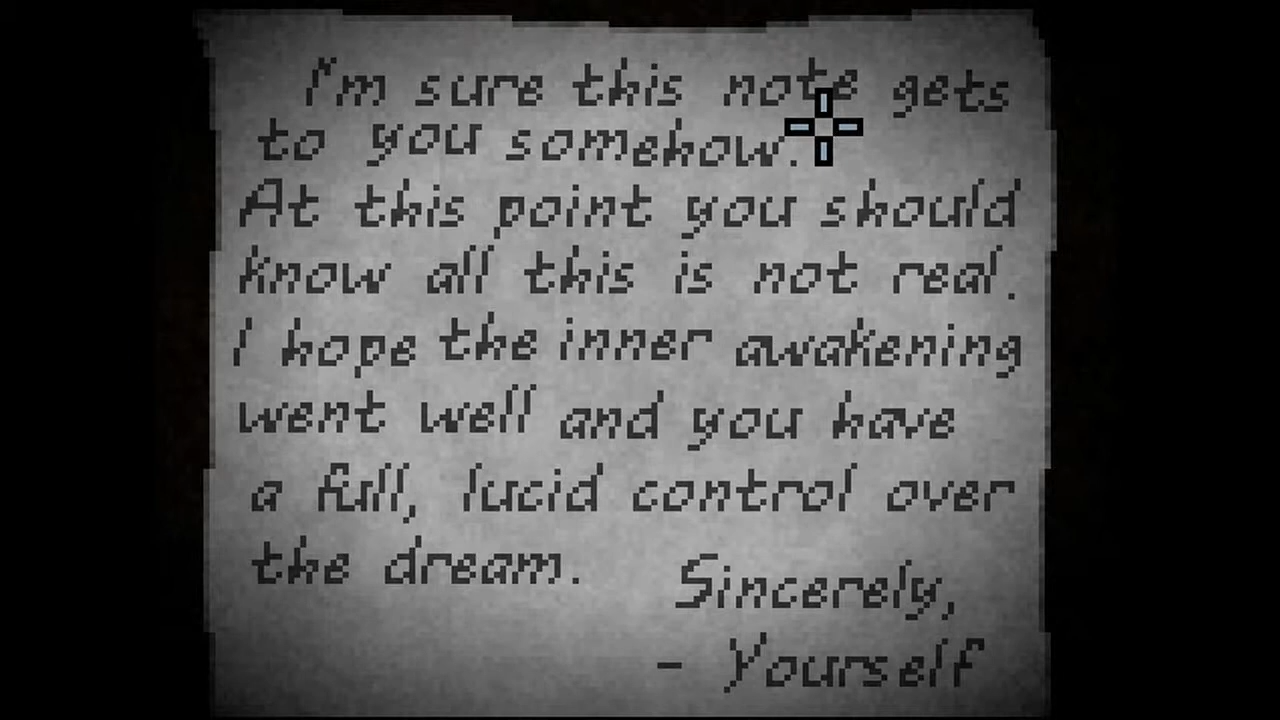 I'm sure this note gets
to you somehow.
At this point you should
know all this is not real.
I hope the inner awakening
went well and you have
a full, lucid control over
the dream.
Sincerely,
- Yourself